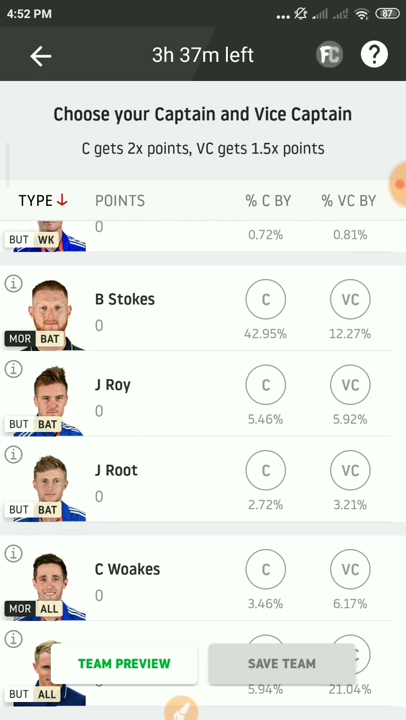 4:52 PM
87
3h 37m left
FC
?
Choose your Captain and Vice Captain
C gets 2x points, VC gets 1.5x points
TYPE POINTS % C BY % VC BY
0
BUT WK
0.72% 0.81%
i
B Stokes
0
C VC
MOR BAT
42.95% 12.27%
i
J Roy
0
C VC
BUT BAT
5.46% 5.92%
i
J Root
0
C VC
BUT BAT
2.72% 3.21%
i
C Woakes
0
C VC
MOR ALL
3.46% 6.17%
i
TEAM PREVIEW SAVE TEAM
BUT ALL
5.94% 21.04%